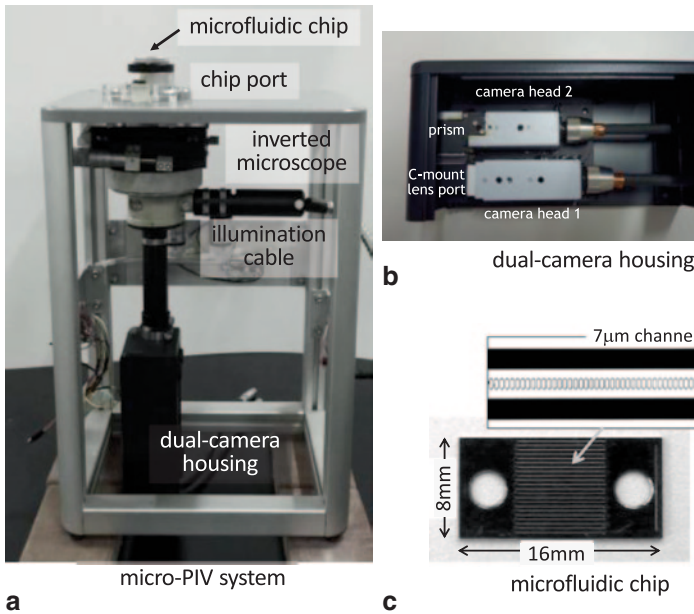 microfluidic chip
chip port
inverted
microscope
illumination
cable
dual-camera
housing
micro-PIV system
a
camera head 2
prism
C-mount
lens port
camera head 1
dual-camera housing
b
7μm channe
8mm
16mm
microfluidic chip
c